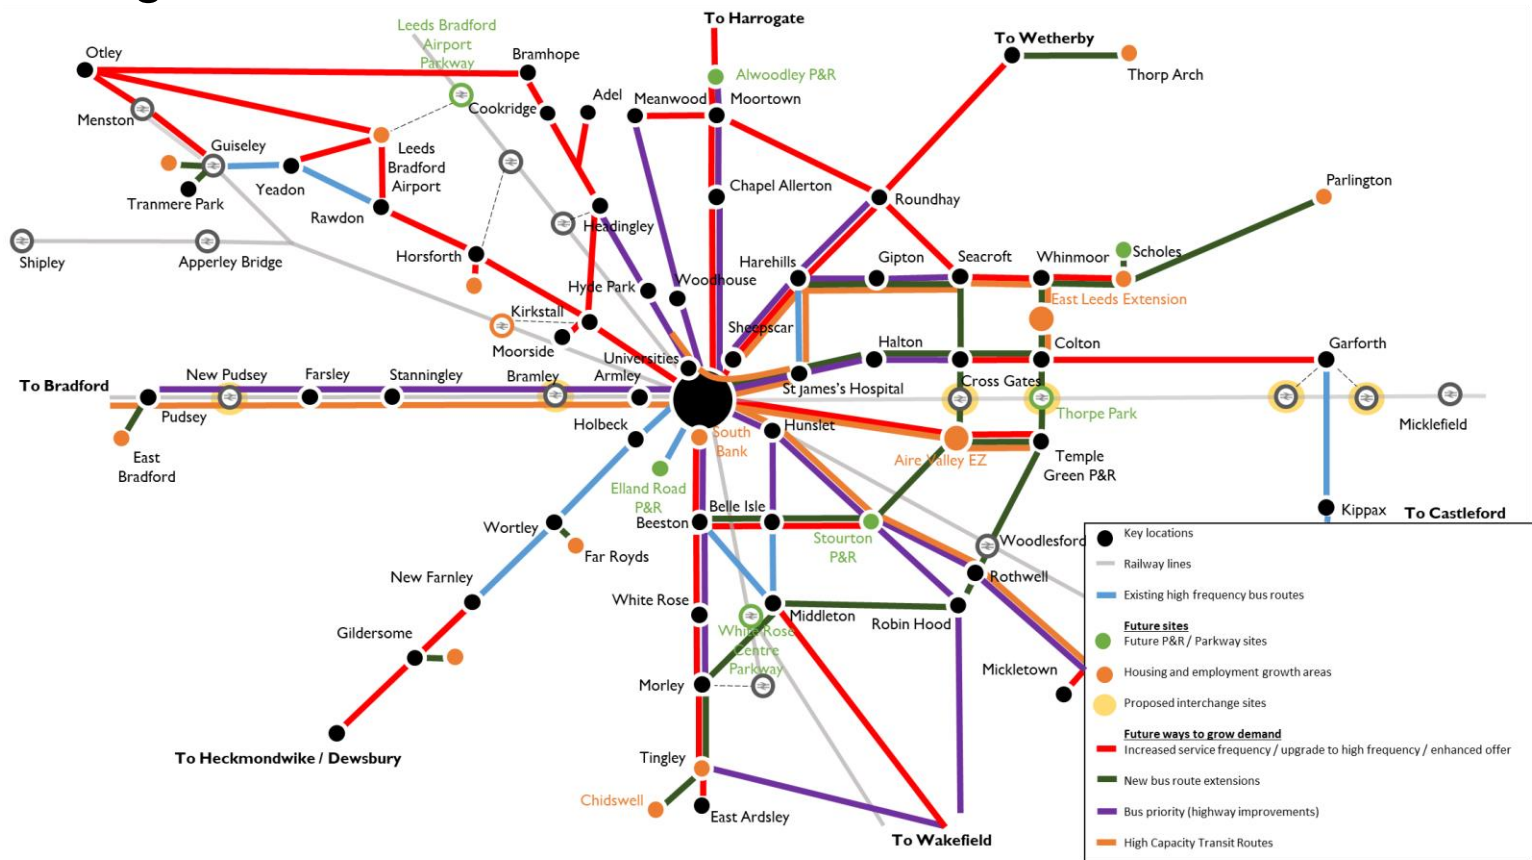 To Harrogate
Leeds Bradford
Airport
Parkway
To Wetherby
Otley
Bramhope
Alwoodley P&R
Thorp Arch
Adel
Meanwood
Moortown
Cookridge
Menston
Guiseley
Leeds
Bradford
Airport
Yeadon
Tranmere Park
Rawdon
Chapel Allerton
Roundhay
Parlington
Headingley
Shipley
Apperley Bridge
Horsforth
Harehills
Gipton
Seacroft
Whinmoor
Scholes
East Leeds Extension
Hyde Park
Woodhouse
Kirkstall
Moorside
Sheepscar
Universities
Halton
Colton
Garforth
To Bradford
New Pudsey
Farsley
Stanningley
Bramley
Armley
St James's Hospital
Cross Gates
Pudsey
Thorpe Park
Micklefield
Holbeck
South
Bank
Hunslet
East
Bradford
Aire Valley EZ
Temple
Green P&R
Elland Road
P&R
Belle Isle
Beeston
Wortley
Far Royds
Stourton
P&R
Woodlesford
Kippax
To Castleford
New Farnley
White Rose
Rothwell
Middleton
Robin Hood
Gildersome
White Rose
Centre
Parkway
Morley
Mickletown
To Heckmondwike / Dewsbury
Tingley
Chidswell
East Ardsley
To Wakefield
Key locations
Railway lines
Existing high frequency bus routes
Future sites
Future P&R / Parkway sites
Housing and employment growth areas
Proposed interchange sites
Future ways to grow demand
Increased service frequency / upgrade to high frequency / enhanced offer
New bus route extensions
Bus priority (highway improvements)
High Capacity Transit Routes